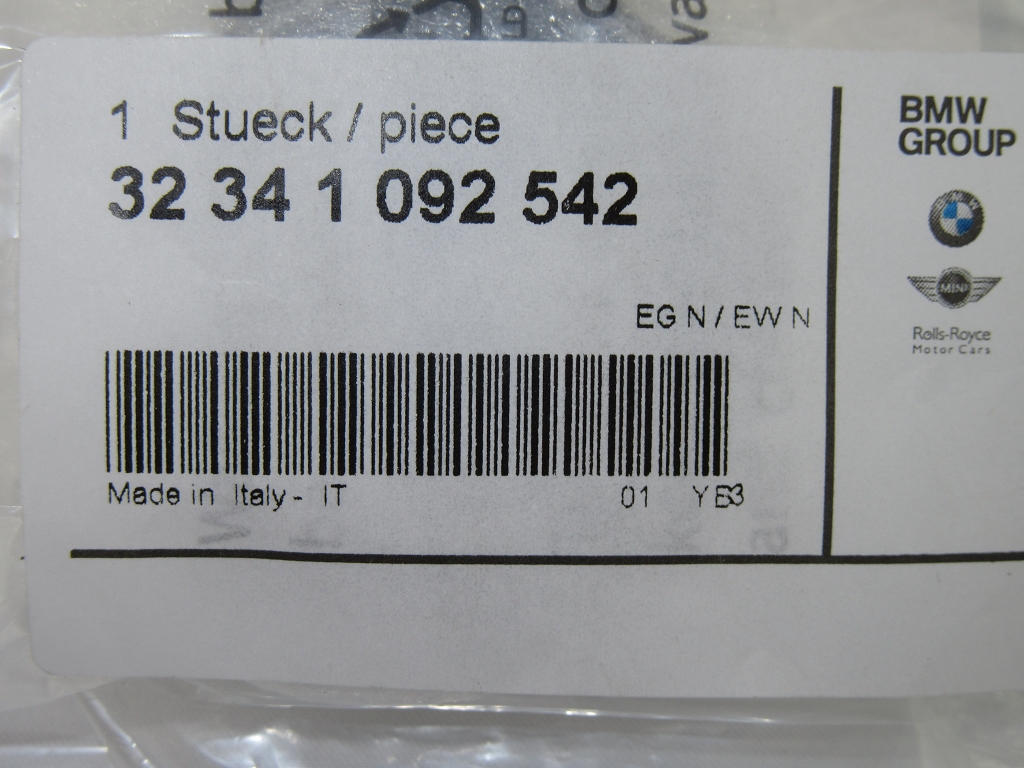 1 Stueck / piece
32 34 1 092 542
EG N / EW N
Made in Italy - IT 01
BMW
GROUP
MINI
Rolls-Royce
Motor Cars